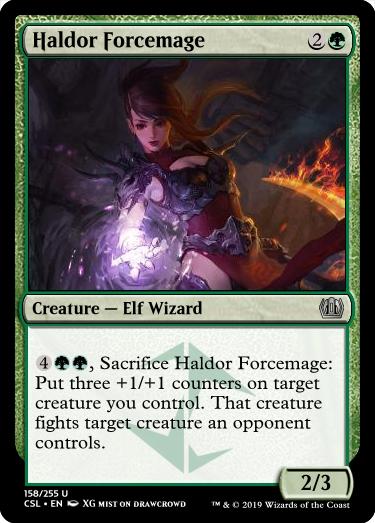 Haldor Forcemage 2
Creature — Elf Wizard
4, Sacrifice Haldor Forcemage:
Put three +1/+1 counters on target
creature you control. That creature
fights target creature an opponent
controls.
2/3
158/255 U
CSL • EN XG MIST ON DRAWCROWD ™ & © 2019 Wizards of the Coast